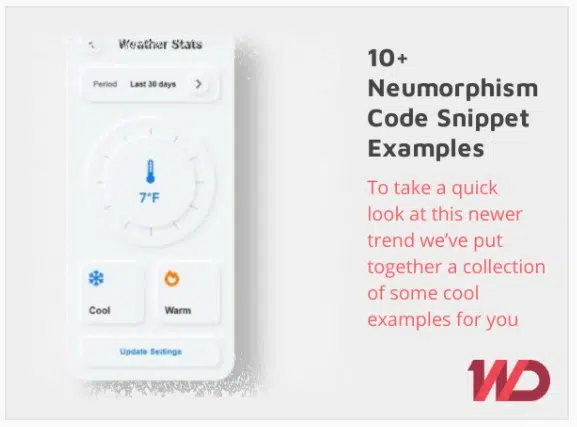 Weather Stats
Period Last 30 days
7°F
Cool Warm
Update Settings
10+
Neumorphism
Code Snippet
Examples
To take a quick
look at this newer
trend we've put
together a collection
of some cool
examples for you
1WD